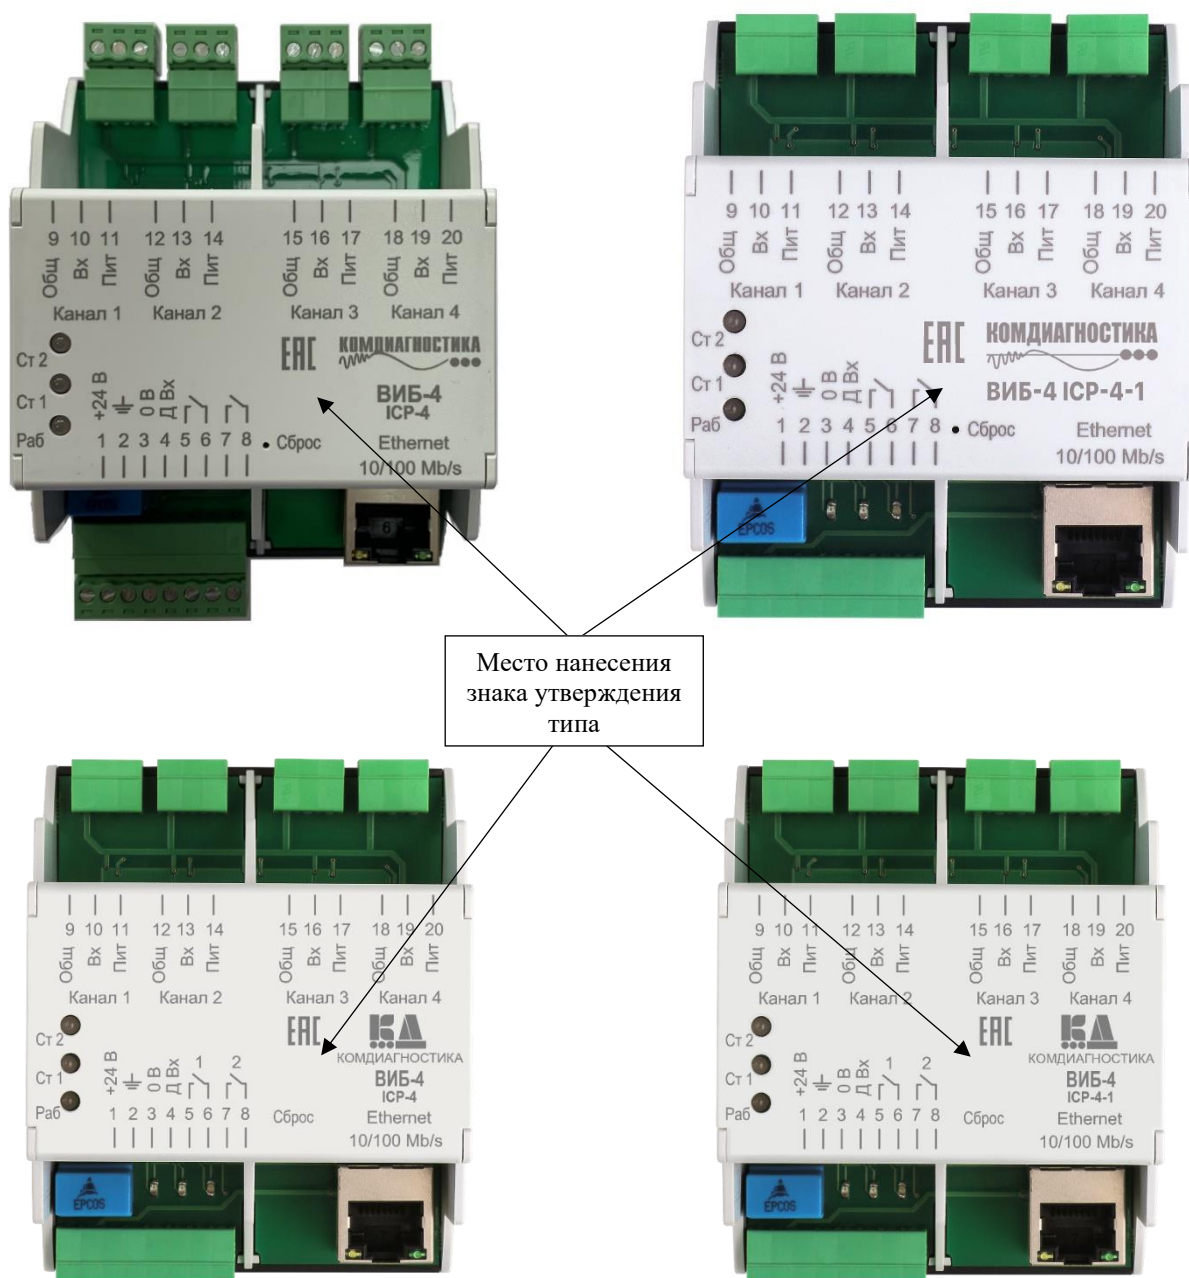 9 10 11 12 13 14 15 16 17 18 19 20
Общ Вх Пит Общ Вх Пит Общ Вх Пит Общ Вх Пит
Канал 1 Канал 2 Канал 3 Канал 4
Ст 2
EAC КОМДИАГНОСТИКА
Ст 1
+24 В 0 В Д Вх
ВИБ-4
ICP-4
Раб
1 2 3 4 5 6 7 8 Сброс
Ethernet
10/100 Mb/s
6
9 10 11 12 13 14 15 16 17 18 19 20
Общ Вх Пит Общ Вх Пит Общ Вх Пит Общ Вх Пит
Канал 1 Канал 2 Канал 3 Канал 4
Ст 2
EAC КОМДИАГНОСТИКА
Ст 1
+24 В 0 В Д Вх
ВИБ-4 ICP-4-1
Раб
1 2 3 4 5 6 7 8 Сброс
Ethernet
10/100 Mb/s
EPCOS
Место нанесения
знака утверждения
типа
9 10 11 12 13 14 15 16 17 18 19 20
Общ Вх Пит Общ Вх Пит Общ Вх Пит Общ Вх Пит
Канал 1 Канал 2 Канал 3 Канал 4
Ст 2
EAC КД
КОМДИАГНОСТИКА
Ст 1
+24 В 0 В Д Вх 1 2
ВИБ-4
ICP-4
Раб
1 2 3 4 5 6 7 8 Сброс
Ethernet
10/100 Mb/s
EPCOS
9 10 11 12 13 14 15 16 17 18 19 20
Общ Вх Пит Общ Вх Пит Общ Вх Пит Общ Вх Пит
Канал 1 Канал 2 Канал 3 Канал 4
Ст 2
EAC КД
КОМДИАГНОСТИКА
Ст 1
+24 В 0 В Д Вх 1 2
ВИБ-4
ICP-4-1
Раб
1 2 3 4 5 6 7 8 Сброс
Ethernet
10/100 Mb/s
EPCOS